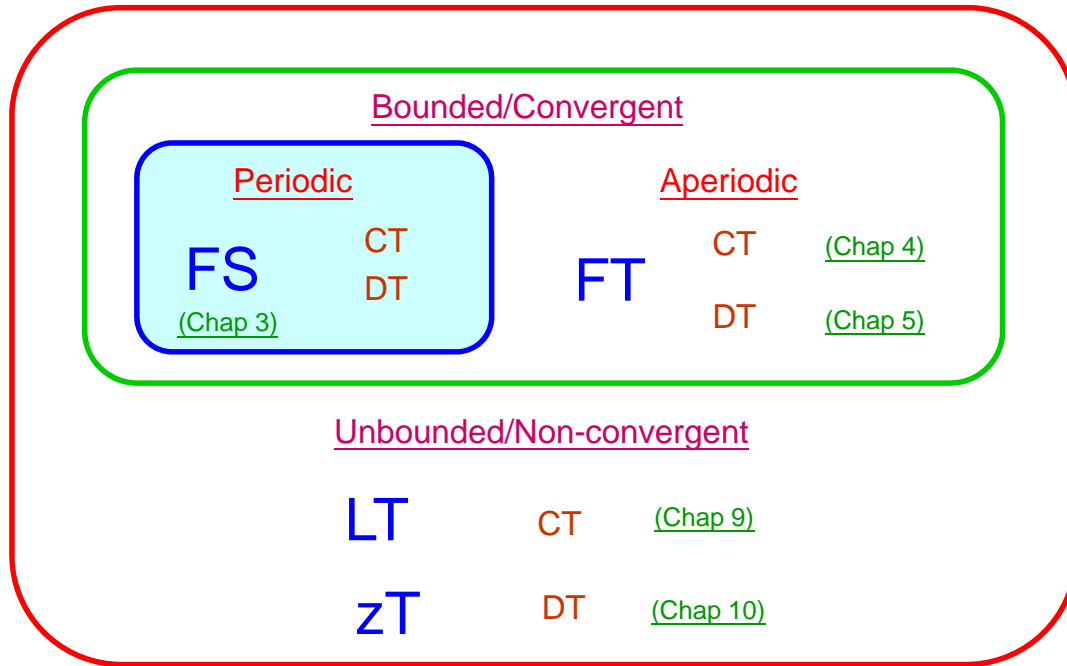 Bounded/Convergent
Periodic
FS
CT
DT
(Chap 3)
Aperiodic
FT
CT (Chap 4)
DT (Chap 5)
Unbounded/Non-convergent
LT CT (Chap 9)
zT DT (Chap 10)